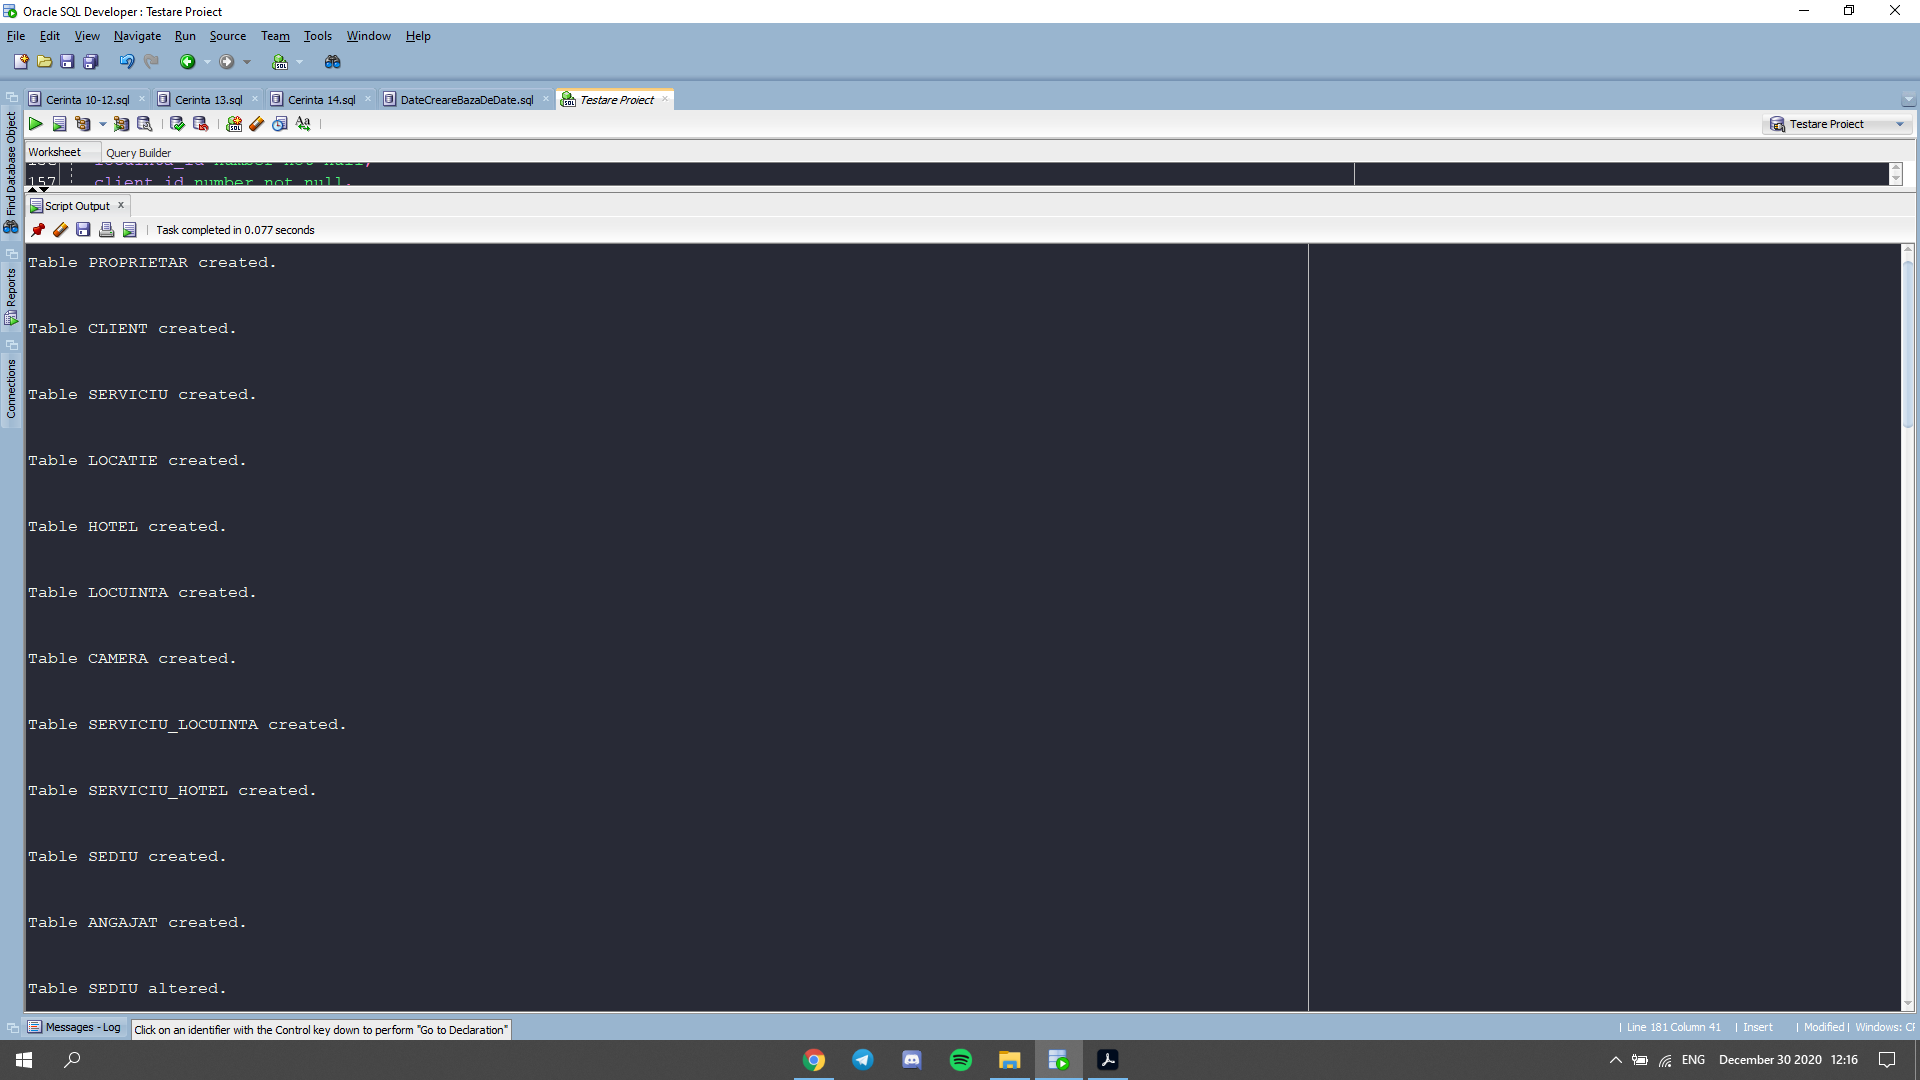 Oracle SQL Developer : Testare Proiect
File Edit View Navigate Run Source Team Tools Window Help
Cerinta 10-12.sql Cerinta 13.sql Cerinta 14.sql DateCreareBazaDeDate.sql Testare Proiect
Testare Proiect
Worksheet Query Builder
157 client_id number not null,
Script Output x
Task completed in 0.077 seconds
Find Database Object
Reports
Connections
Table PROPRIETAR created.
Table CLIENT created.
Table SERVICIU created.
Table LOCATIE created.
Table HOTEL created.
Table LOCUINTA created.
Table CAMERA created.
Table SERVICIU_LOCUINTA created.
Table SERVICIU_HOTEL created.
Table SEDIU created.
Table ANGAJAT created.
Table SEDIU altered.
Messages - Log
Click on an identifier with the Control key down to perform "Go to Declaration"
| Line 181 Column 41 | Insert | Modified | Windows: CF
ENG December 30 2020 12:16